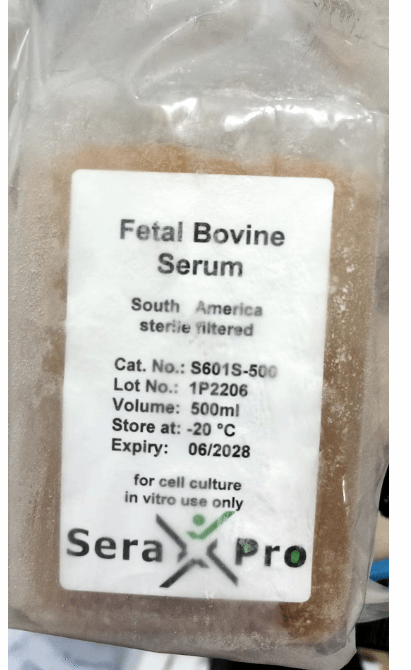 Fetal Bovine
Serum
South America
sterile filtered
Cat. No.: S601S-500
Lot No.: 1P2206
Volume: 500ml
Store at: -20 °C
Expiry: 06/2028
for cell culture
in vitro use only
Sera X Pro